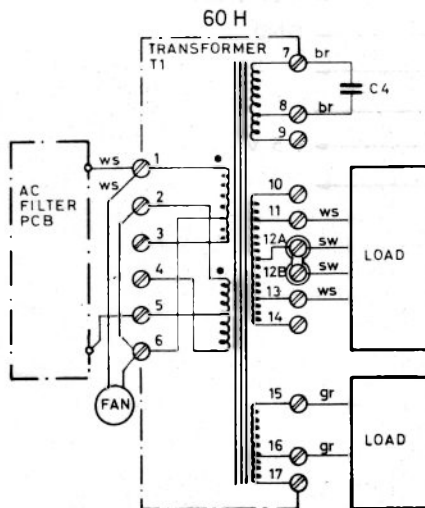 60 H
TRANSFORMER
T1
7 br
C4
8 br
9
AC
FILTER
PCB
ws
ws
1
2
3
4
5
6
FAN
10
11 ws
12A sw
12B sw
13 ws
14
LOAD
15 gr
16 gr
17
LOAD